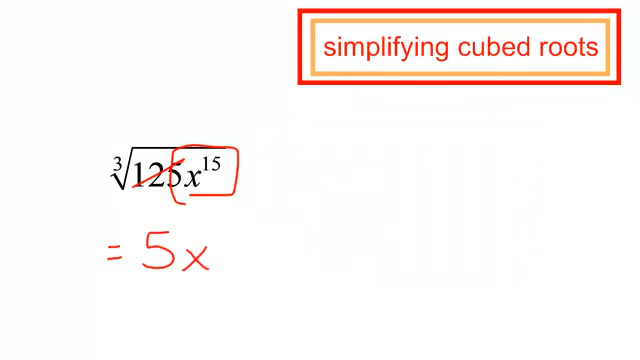 simplifying cubed roots
∛125x¹⁵
= 5x